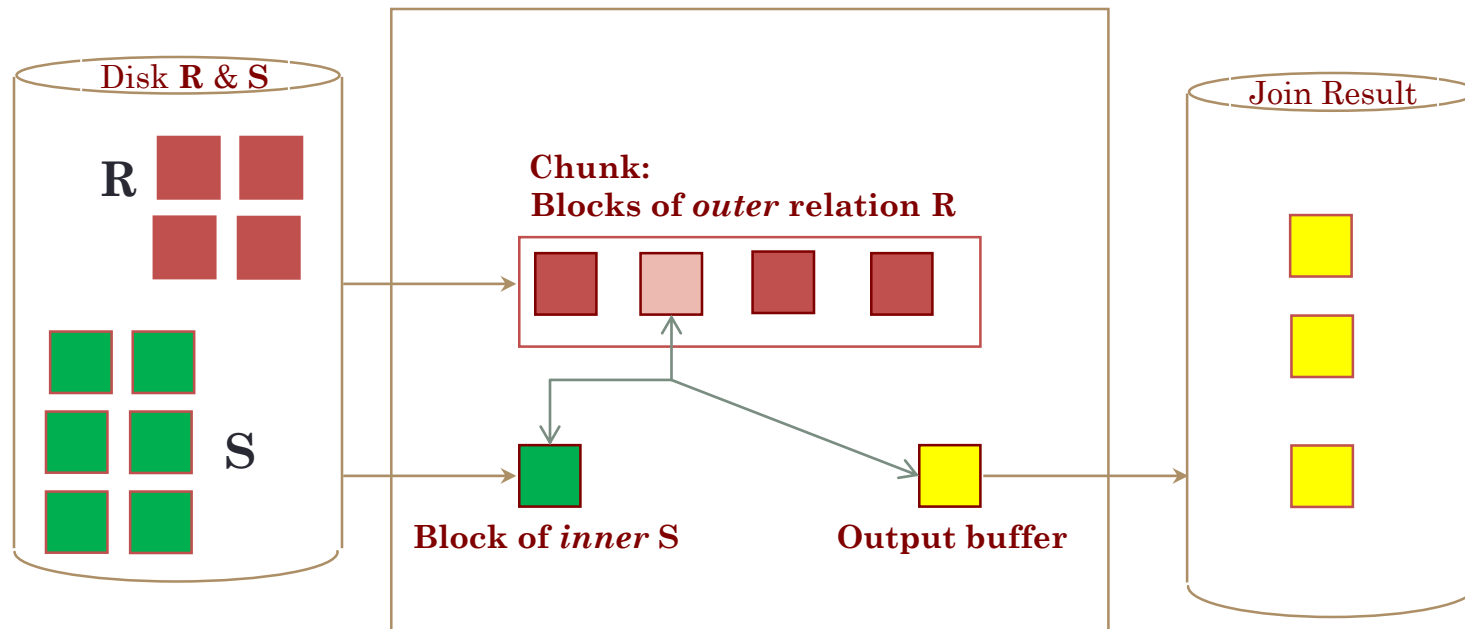 Disk R & S
R
S
Chunk:
Blocks of outer relation R
Block of inner S
Output buffer
Join Result